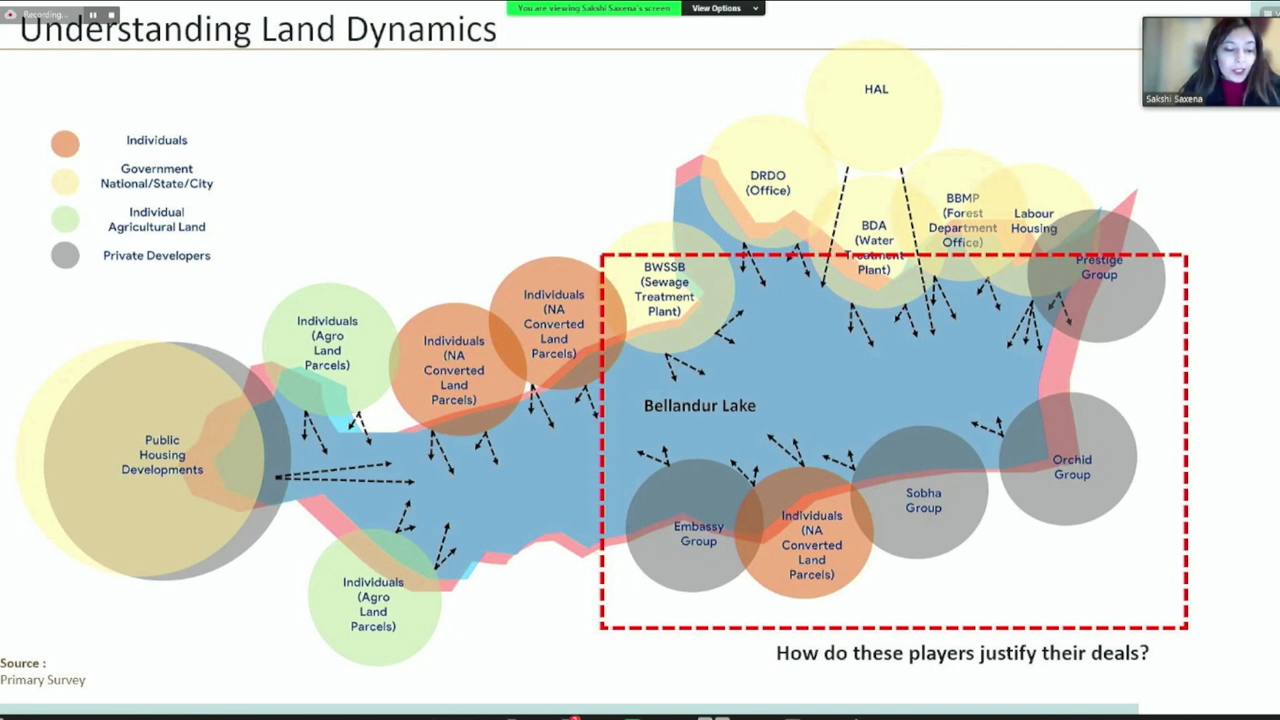 Recording...
You are viewing Sakshi Saxena's screen
View Options
Understanding Land Dynamics
Sakshi Saxena
Individuals
Government
National/State/City
Individual
Agricultural Land
Private Developers
HAL
DRDO
(Office)
BDA
(Water
Treatment
Plant)
BBMP
(Forest
Department
Office)
Labour
Housing
Prestige
Group
BWSSB
(Sewage
Treatment
Plant)
Individuals
(NA
Converted
Land
Parcels)
Individuals
(NA
Converted
Land
Parcels)
Individuals
(Agro
Land
Parcels)
Public
Housing
Developments
Bellandur Lake
Orchid
Group
Sobha
Group
Embassy
Group
Individuals
(NA
Converted
Land
Parcels)
Individuals
(Agro
Land
Parcels)
How do these players justify their deals?
Source :
Primary Survey